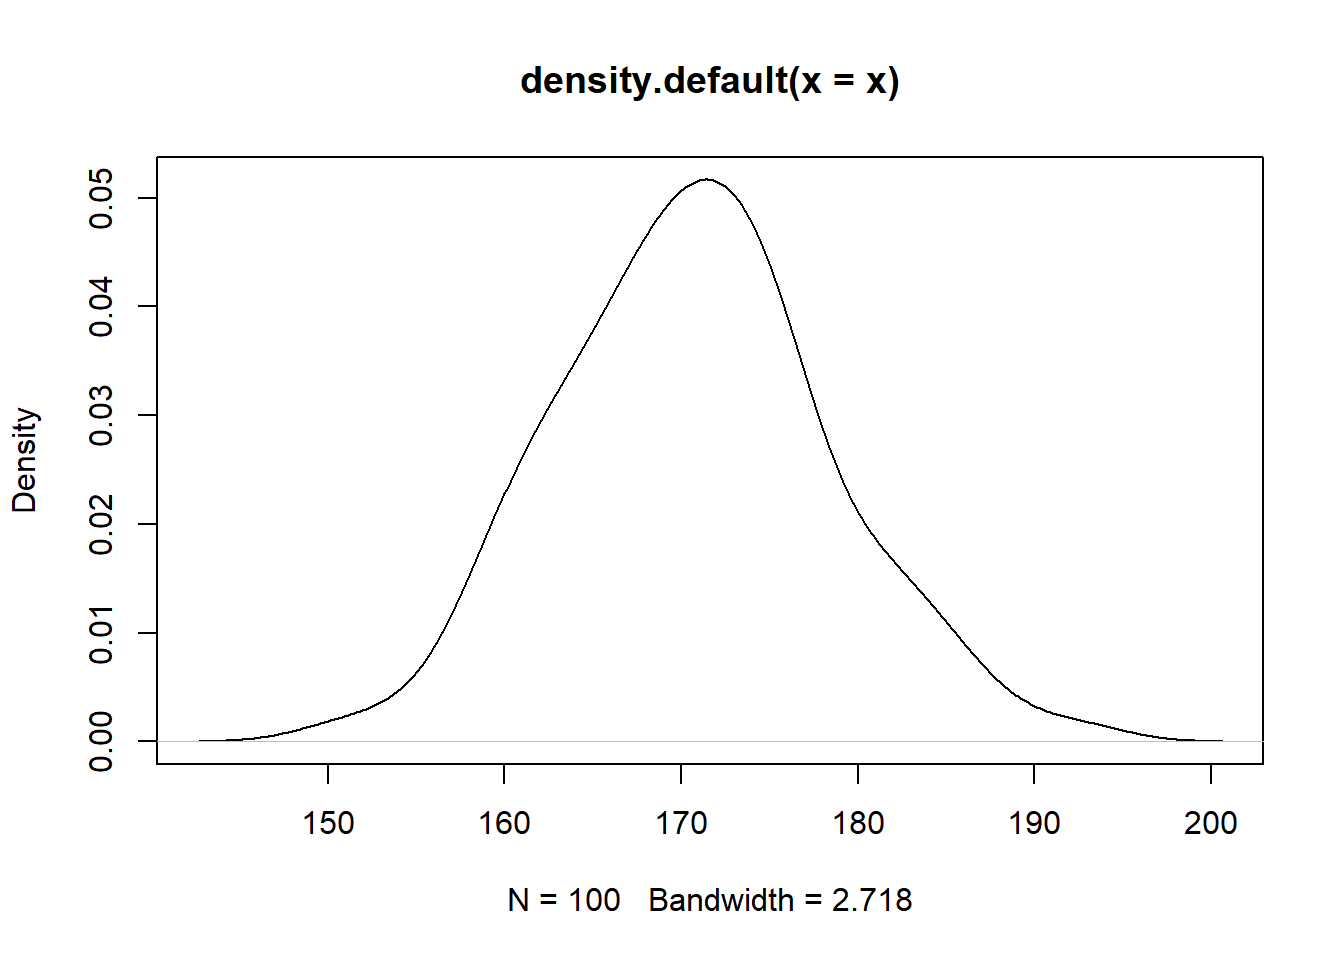 density.default(x = x)
Density
0.05
0.04
0.03
0.02
0.01
0.00
150 160 170 180 190 200
N = 100   Bandwidth = 2.718